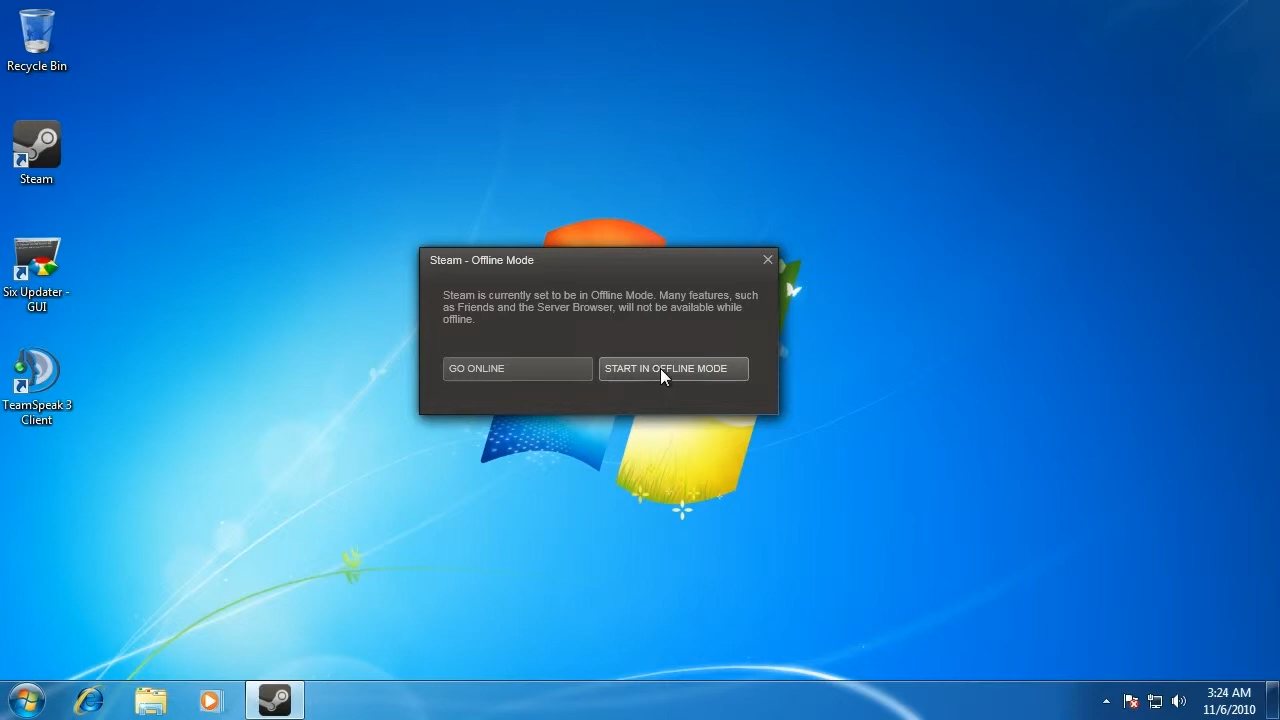 Recycle Bin
Steam
Six Updater -
GUI
TeamSpeak 3
Client
Steam - Offline Mode
Steam is currently set to be in Offline Mode. Many features, such
as Friends and the Server Browser, will not be available while
offline.
GO ONLINE
START IN OFFLINE MODE
3:24 AM
11/6/2010